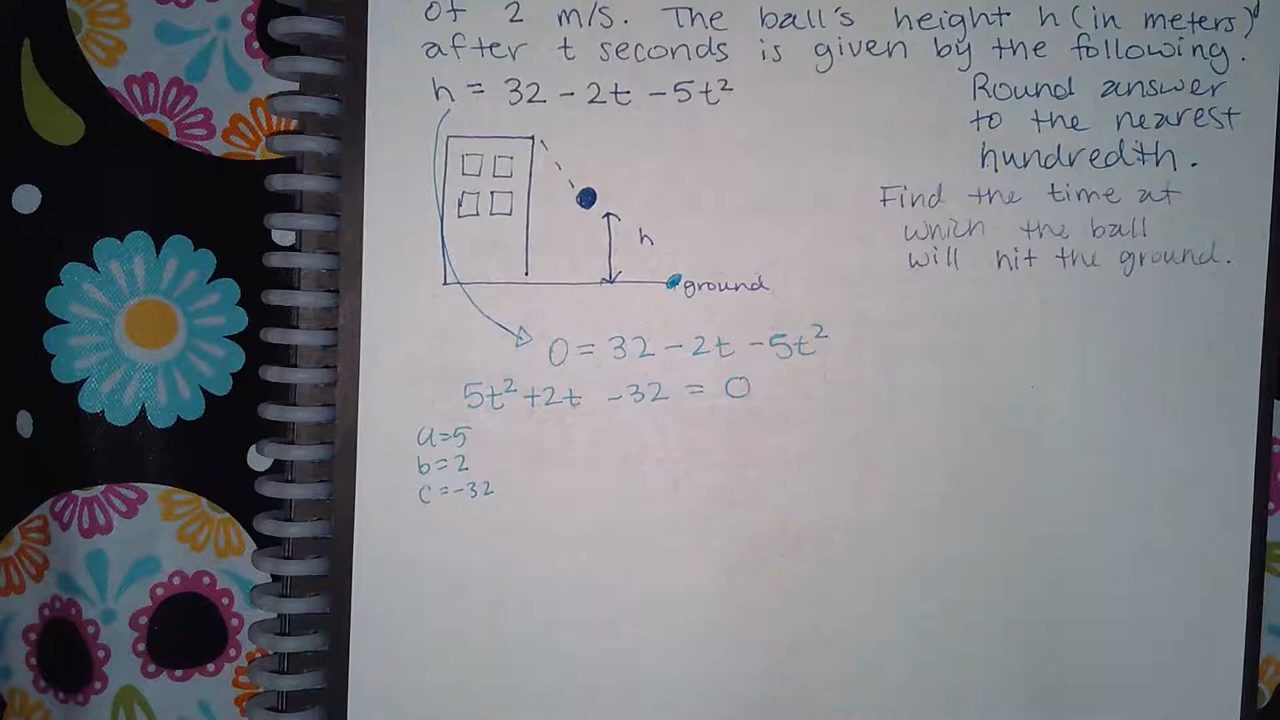 of 2 m/s. The ball's height h (in meters)
after t seconds is given by the following.
h = 32 - 2t - 5t²
Round answer
to the nearest
hundredth.
Find the time at
which the ball
will hit the ground.
h
ground
0 = 32 - 2t - 5t²
5t² + 2t - 32 = 0
a=5
b=2
c=-32